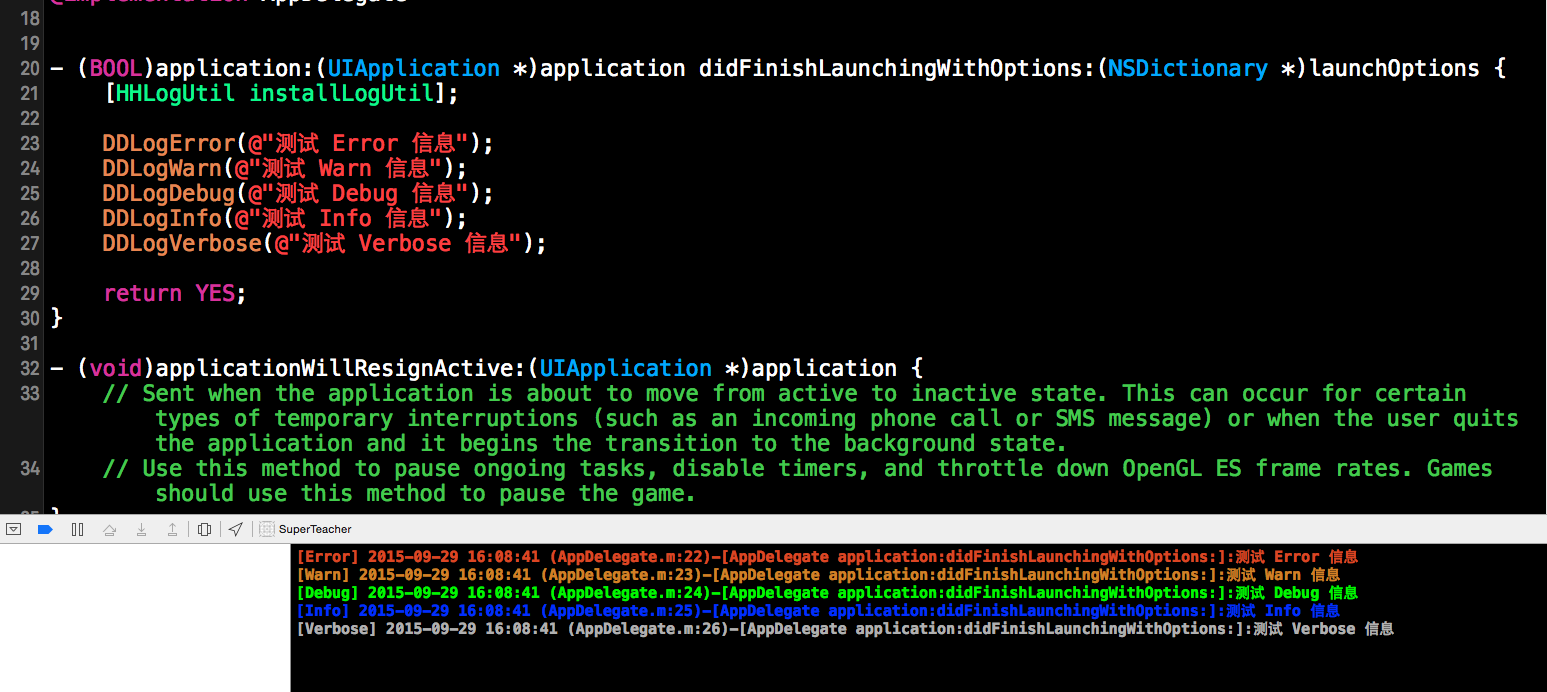 18 @implementation AppDelegate
19
20 - (BOOL)application:(UIApplication *)application didFinishLaunchingWithOptions:(NSDictionary *)launchOptions {
21 [HHLogUtil installLogUtil];
22
23 DDLogError(@"测试 Error 信息");
24 DDLogWarn(@"测试 Warn 信息");
25 DDLogDebug(@"测试 Debug 信息");
26 DDLogInfo(@"测试 Info 信息");
27 DDLogVerbose(@"测试 Verbose 信息");
28
29 return YES;
30 }
31
32 - (void)applicationWillResignActive:(UIApplication *)application {
33 // Sent when the application is about to move from active to inactive state. This can occur for certain
types of temporary interruptions (such as an incoming phone call or SMS message) or when the user quits
the application and it begins the transition to the background state.
34 // Use this method to pause ongoing tasks, disable timers, and throttle down OpenGL ES frame rates. Games
should use this method to pause the game.
SuperTeacher
[Error] 2015-09-29 16:08:41 (AppDelegate.m:22)-[AppDelegate application:didFinishLaunchingWithOptions:]:测试 Error 信息
[Warn] 2015-09-29 16:08:41 (AppDelegate.m:23)-[AppDelegate application:didFinishLaunchingWithOptions:]:测试 Warn 信息
[Debug] 2015-09-29 16:08:41 (AppDelegate.m:24)-[AppDelegate application:didFinishLaunchingWithOptions:]:测试 Debug 信息
[Info] 2015-09-29 16:08:41 (AppDelegate.m:25)-[AppDelegate application:didFinishLaunchingWithOptions:]:测试 Info 信息
[Verbose] 2015-09-29 16:08:41 (AppDelegate.m:26)-[AppDelegate application:didFinishLaunchingWithOptions:]:测试 Verbose 信息